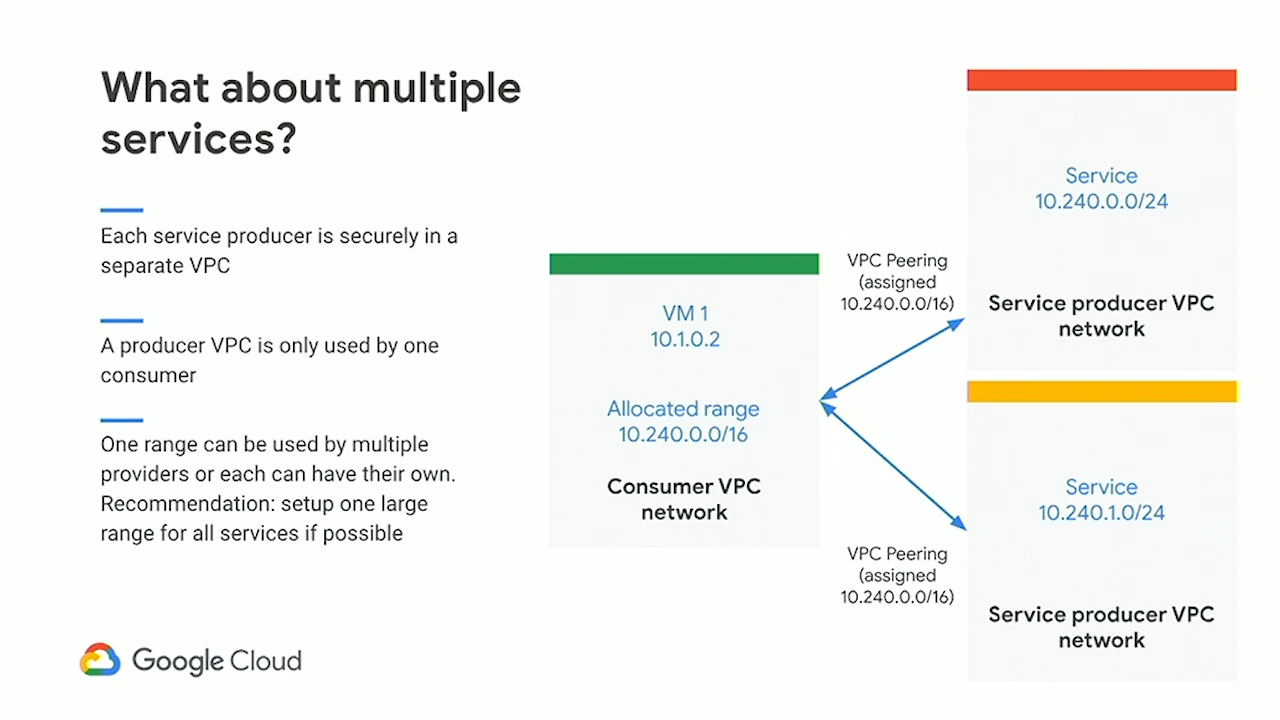 What about multiple
services?
Each service producer is securely in a
separate VPC
A producer VPC is only used by one
consumer
One range can be used by multiple
providers or each can have their own.
Recommendation: setup one large
range for all services if possible
Google Cloud
VM 1
10.1.0.2
Allocated range
10.240.0.0/16
Consumer VPC
network
VPC Peering
(assigned
10.240.0.0/16)
VPC Peering
(assigned
10.240.0.0/16)
Service
10.240.0.0/24
Service producer VPC
network
Service
10.240.1.0/24
Service producer VPC
network